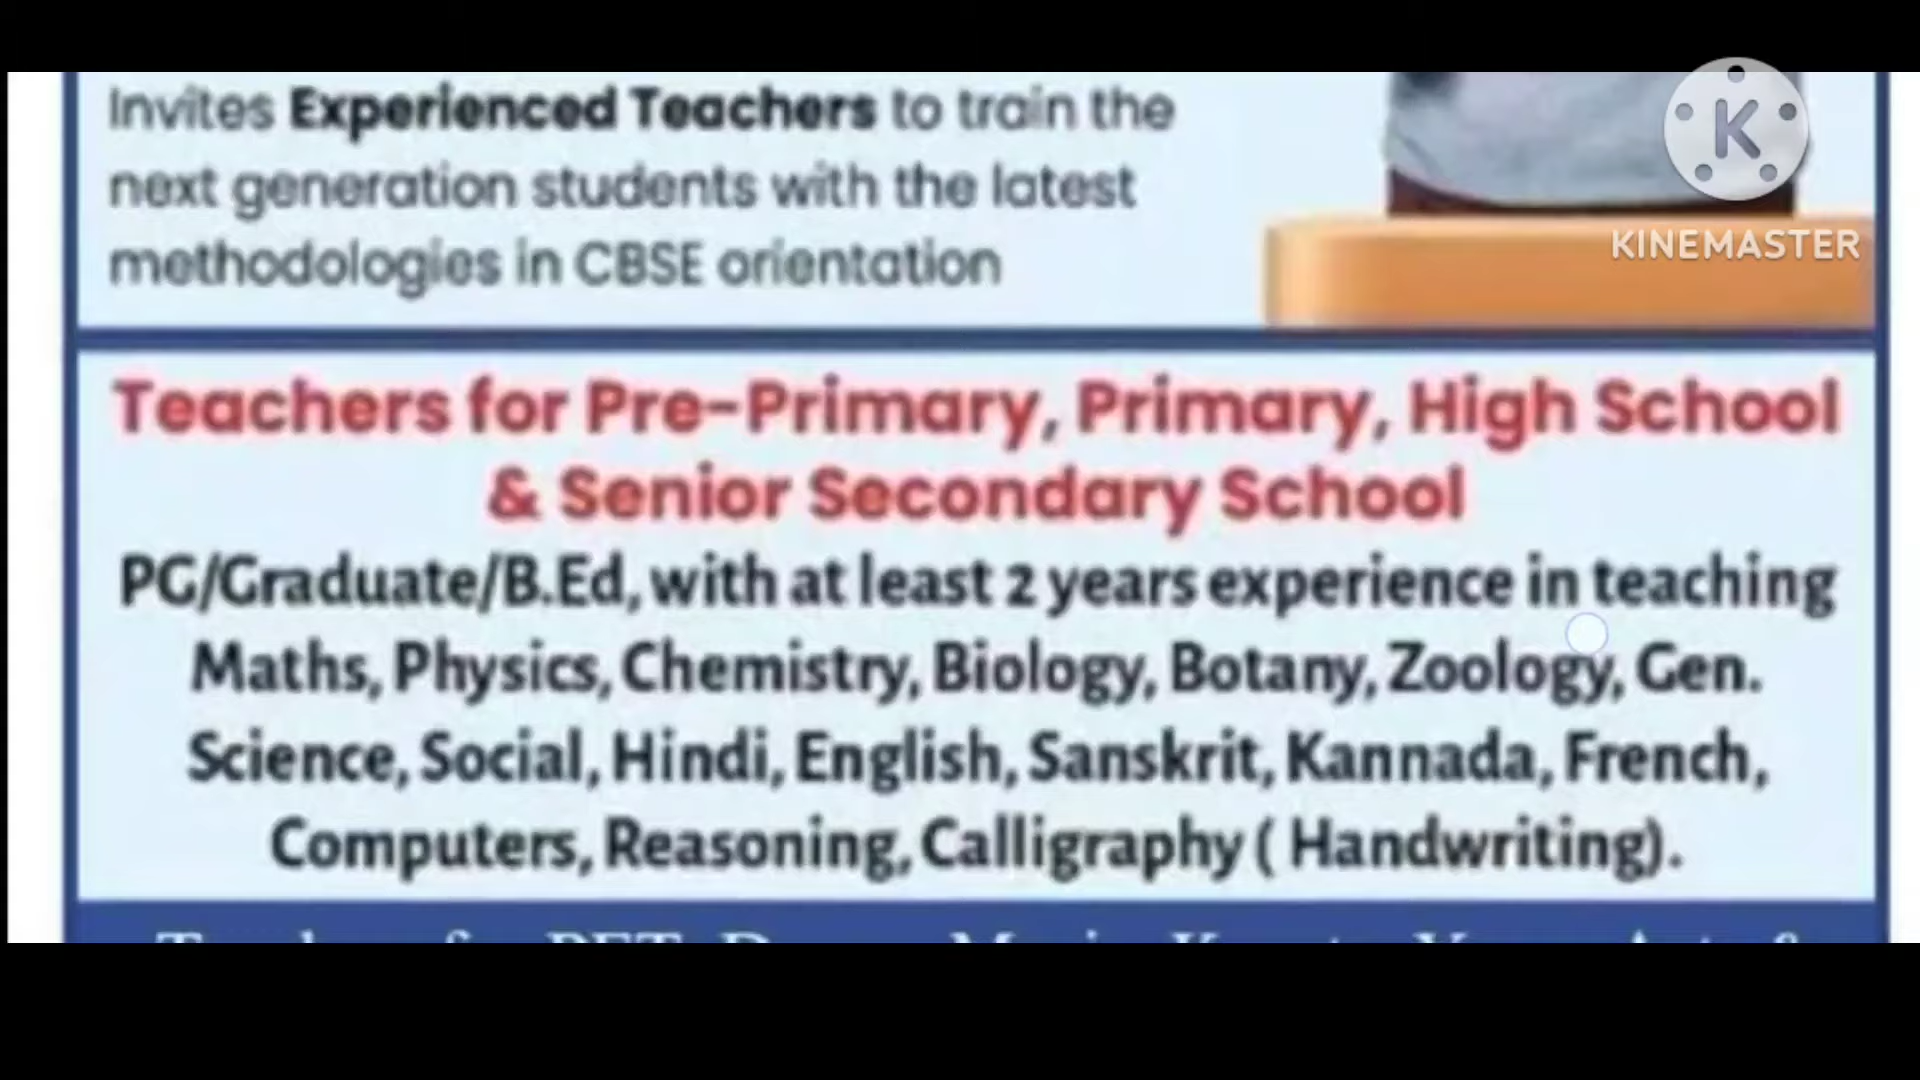 Invites Experienced Teachers to train the
next generation students with the latest
methodologies in CBSE orientation
K
KINEMASTER
Teachers for Pre-Primary, Primary, High School
& Senior Secondary School
PG/Graduate/B.Ed, with at least 2 years experience in teaching
Maths, Physics, Chemistry, Biology, Botany, Zoology, Gen.
Science, Social, Hindi, English, Sanskrit, Kannada, French,
Computers, Reasoning, Calligraphy ( Handwriting).